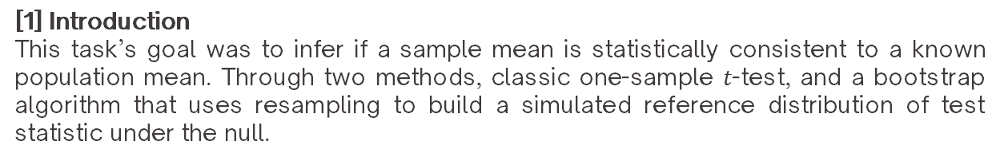 [1] Introduction
This task’s goal was to infer if a sample mean is statistically consistent to a known
population mean. Through two methods, classic one-sample t-test, and a bootstrap
algorithm that uses resampling to build a simulated reference distribution of test
statistic under the null.